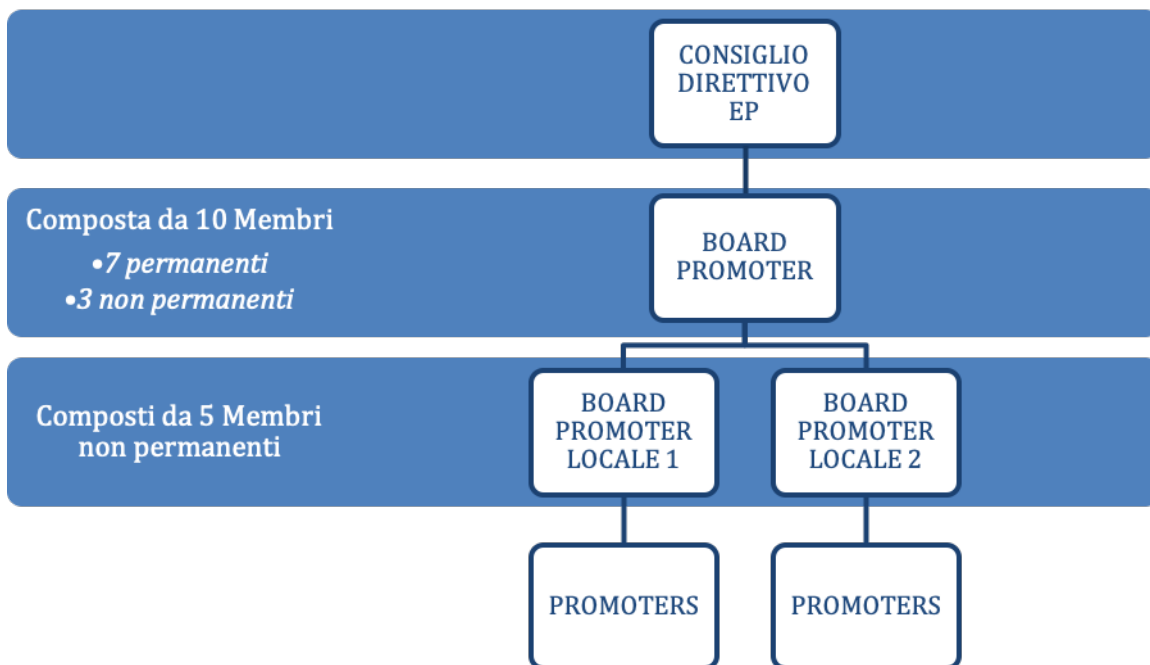 CONSIGLIO
DIRETTIVO
EP
Composta da 10 Membri
•7 permanenti
•3 non permanenti
BOARD
PROMOTER
Composti da 5 Membri
non permanenti
BOARD
PROMOTER
LOCALE 1
BOARD
PROMOTER
LOCALE 2
PROMOTERS
PROMOTERS